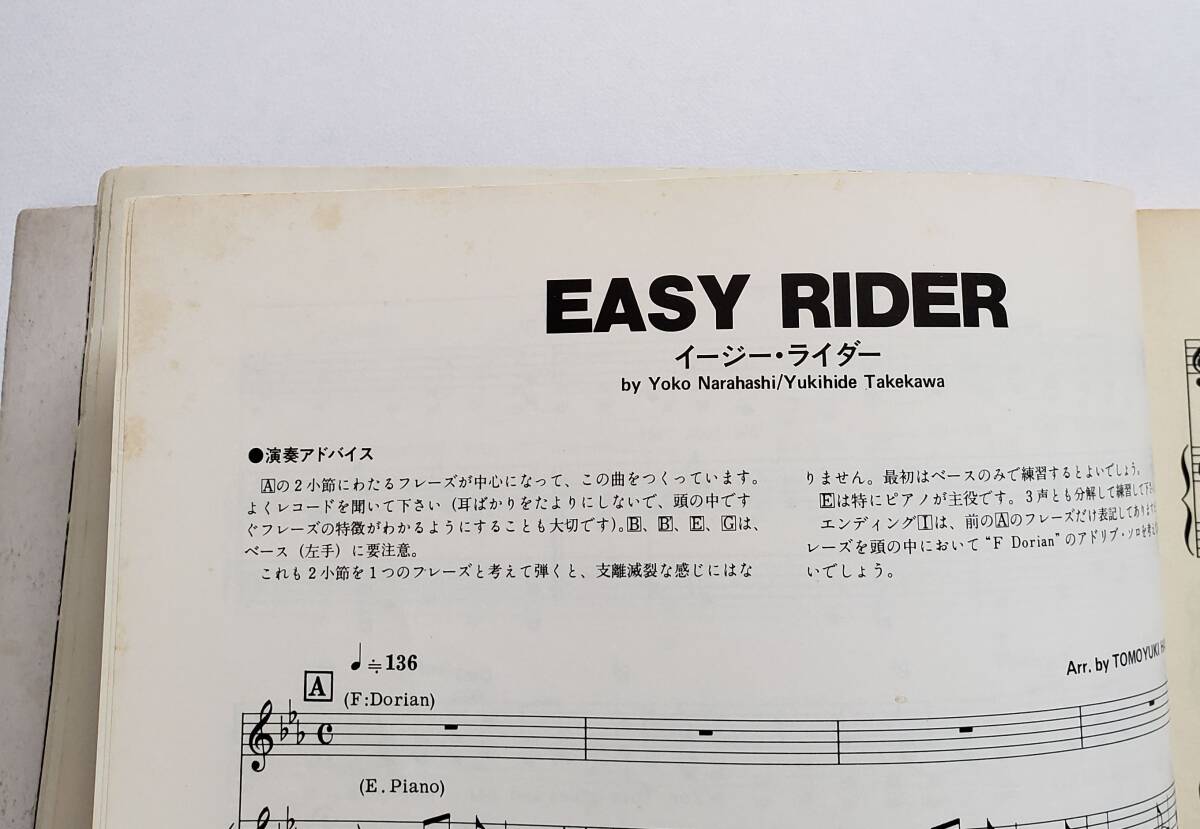 EASY RIDER
イージー・ライダー
by Yoko Narahashi/Yukihide Takekawa
●演奏アドバイス
Aの2小節にわたるフレーズが中心になって、この曲をつくっています。
よくレコードを聞いて下さい（耳ばかりをたよりにしないで、頭の中です
ぐフレーズの特徴がわかるようにすることも大切です）。B、B'、E、Gは、
ベース（左手）に要注意。
これも2小節を1つのフレーズと考えて弾くと、支離滅裂な感じにはな
りません。最初はベースのみで練習するとよいでしょう。
Eは特にピアノが主役です。3声とも分解して練習して下さ
エンディングIは、前のAのフレーズだけ表記してあります
レーズを頭の中において“F Dorian”のアドリブ・ソロを考え
いでしょう。
♩≒136
Arr. by TOMOYUKI
A
(F:Dorian)
(E.Piano)